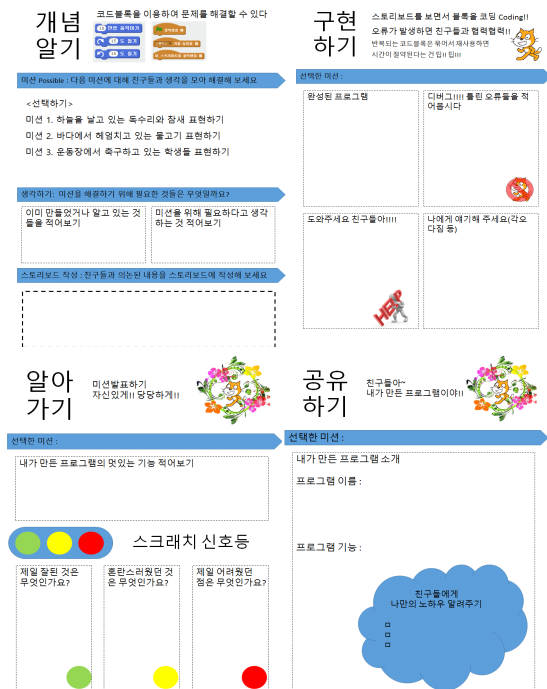 개념
알기
코드블록을 이용하여 문제를 해결할 수 있다
미션 Possible : 다음 미션에 대해 친구들과 생각을 모아 해결해 보세요
<선택하기>
미션 1. 하늘을 날고 있는 독수리와 참새 표현하기
미션 2. 바다에서 헤엄치고 있는 물고기 표현하기
미션 3. 운동장에서 축구하고 있는 학생들 표현하기
생각하기: 미션을 해결하기 위해 필요한 것들은 무엇일까요?
이미 만들었거나 알고 있는 것
들을 적어보기
미션을 위해 필요하다고 생각
하는 것 적어보기
스토리보드 작성 : 친구들과 의논된 내용을 스토리보드에 작성해 보세요
구현
하기
스토리보드를 보면서 블록을 코딩 Coding!!
오류가 발생하면 친구들과 협력협력!!
반복되는 코드블록은 묶어서 재사용하면
시간이 절약된다는 건 팁!! 팁!!!
선택한 미션 :
완성된 프로그램
디버그!!!! 틀린 오류들을 적
어봅시다
도와주세요 친구들아!!!!
HELP
나에게 얘기해 주세요(각오
다짐 등)
알아
가기
미션발표하기
자신있게!! 당당하게!!
선택한 미션 :
내가 만든 프로그램의 멋있는 기능 적어보기
스크래치 신호등
제일 잘된 것은
무엇인가요?
혼란스러웠던 것
은 무엇인가요?
제일 어려웠던
점은 무엇인가요?
공유
하기
친구들아~
내가 만든 프로그램이야!!
선택한 미션 :
내가 만든 프로그램 소개
프로그램 이름 :
프로그램 기능 :
친구들에게
나만의 노하우 알려주기